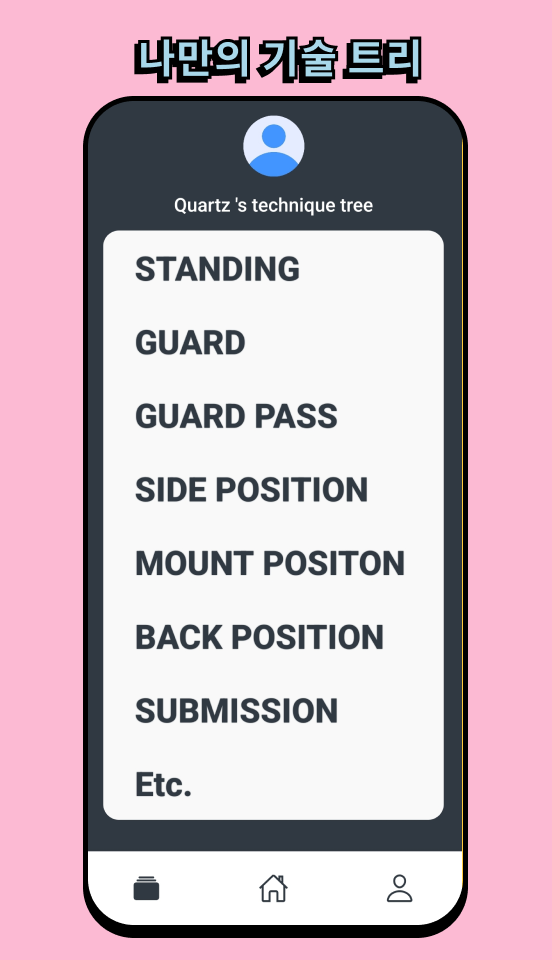 나만의 기술 트리
Quartz 's technique tree
STANDING
GUARD
GUARD PASS
SIDE POSITION
MOUNT POSITON
BACK POSITION
SUBMISSION
Etc.